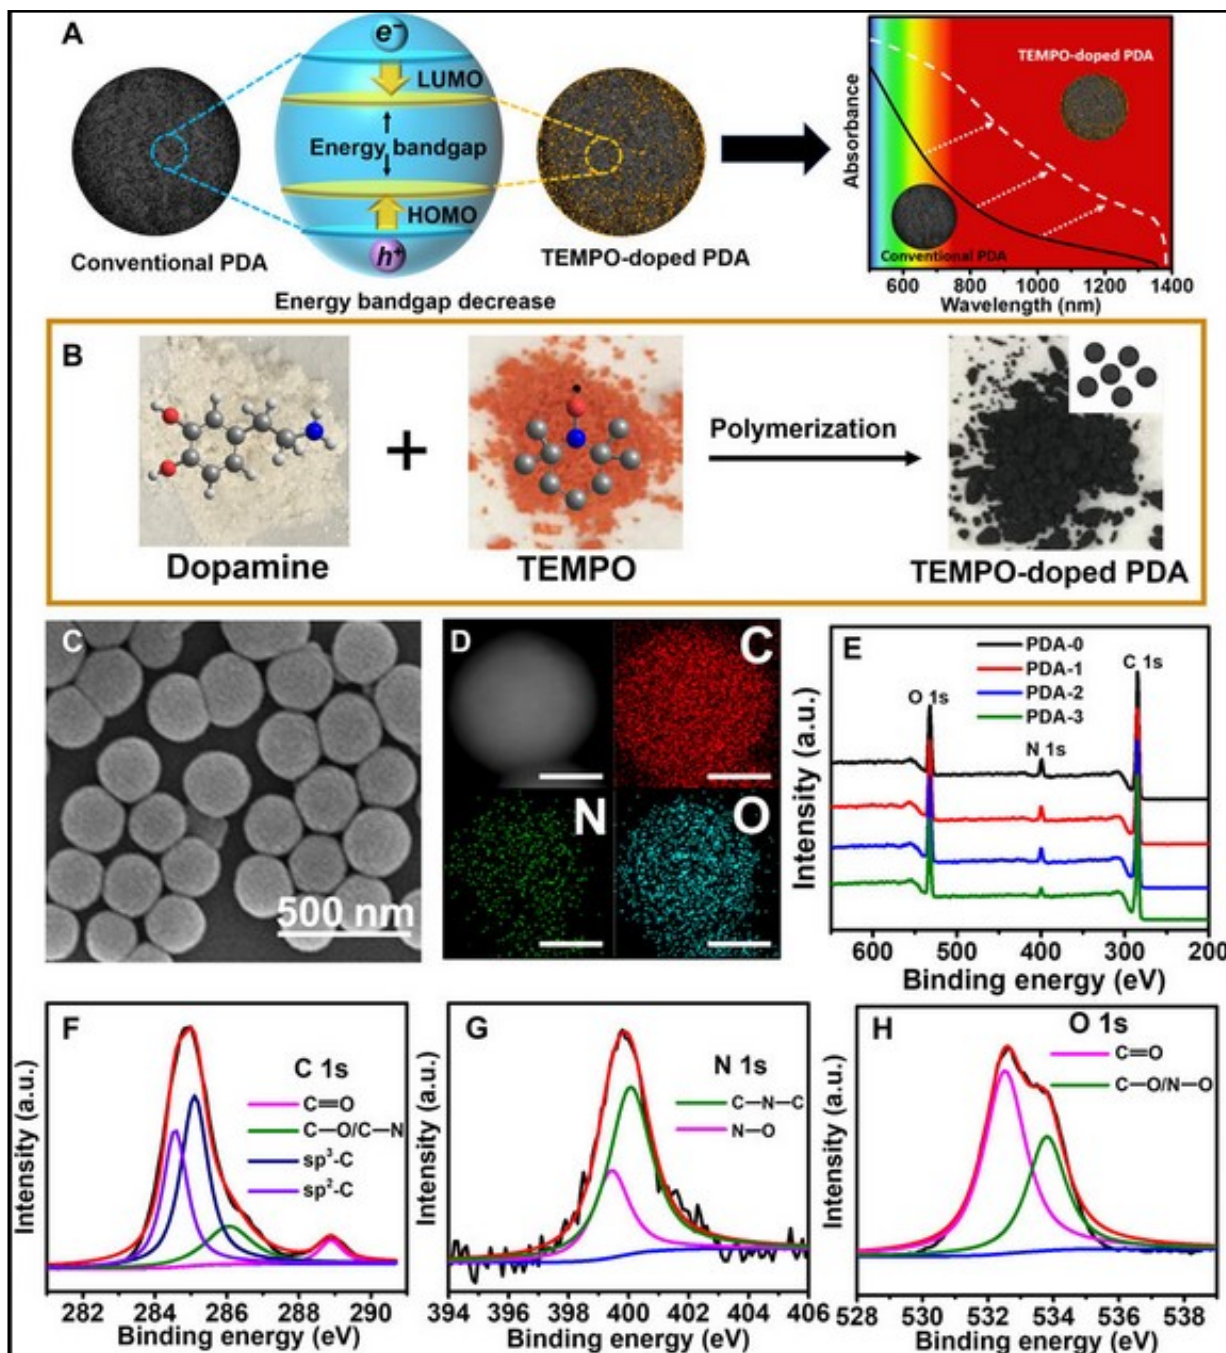 A
e⁻
LUMO
Energy bandgap
HOMO
h⁺
Conventional PDA
TEMPO-doped PDA
Energy bandgap decrease
Absorbance
TEMPO-doped PDA
Conventional PDA
600 800 1000 1200 1400
Wavelength (nm)
B
+
Polymerization
Dopamine
TEMPO
TEMPO-doped PDA
C
500 nm
D
C
N
O
E
PDA-0
PDA-1
PDA-2
PDA-3
C 1s
O 1s
N 1s
Intensity (a.u.)
600 500 400 300 200
Binding energy (eV)
F
C 1s
C=O
C—O/C—N
sp³-C
sp²-C
Intensity (a.u.)
282 284 286 288 290
Binding energy (eV)
G
N 1s
C—N—C
N—O
Intensity (a.u.)
394 396 398 400 402 404 406
Binding energy (eV)
H
O 1s
C=O
C—O/N—O
Intensity (a.u.)
528 530 532 534 536 538
Binding energy (eV)